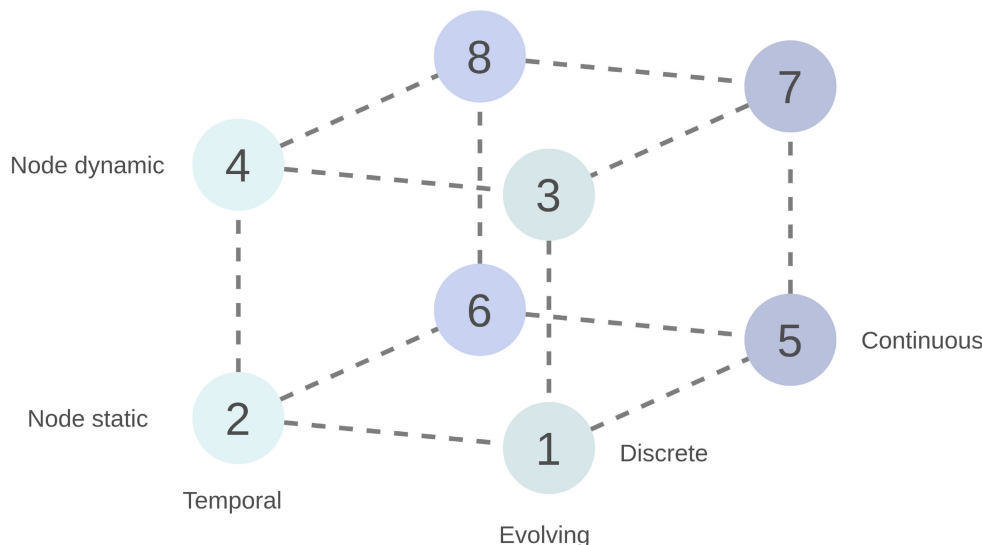 8
7
Node dynamic
4
3
6
5
Continuous
Node static
2
1
Discrete
Temporal
Evolving